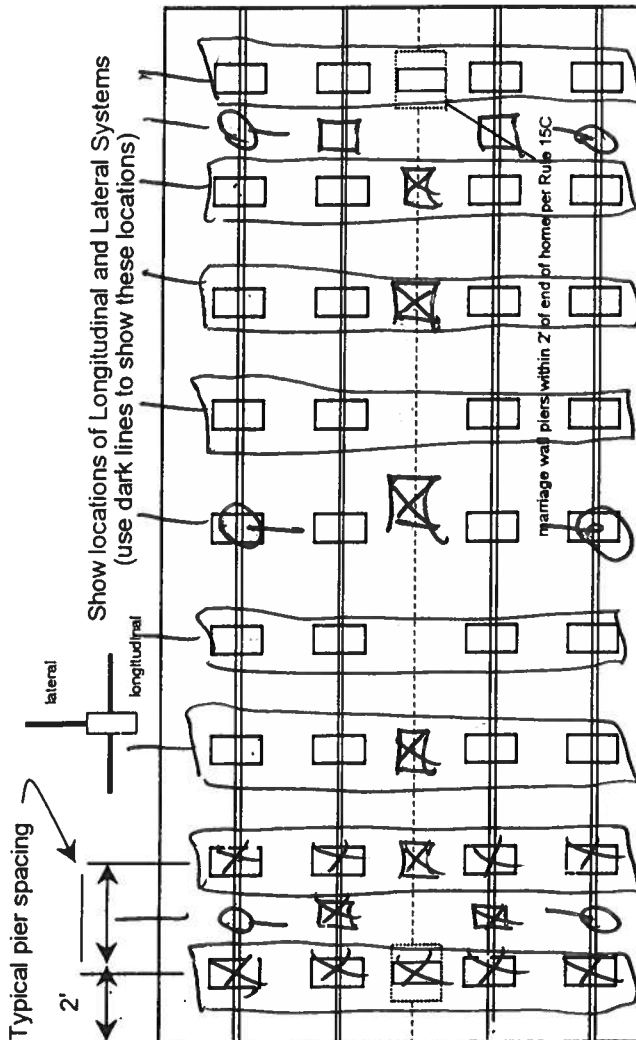 Typical pier spacing
2'
lateral
longitudinal
Show locations of Longitudinal and Lateral Systems
(use dark lines to show these locations)
marriage wall piers within 2' of end of home per Rule 15C